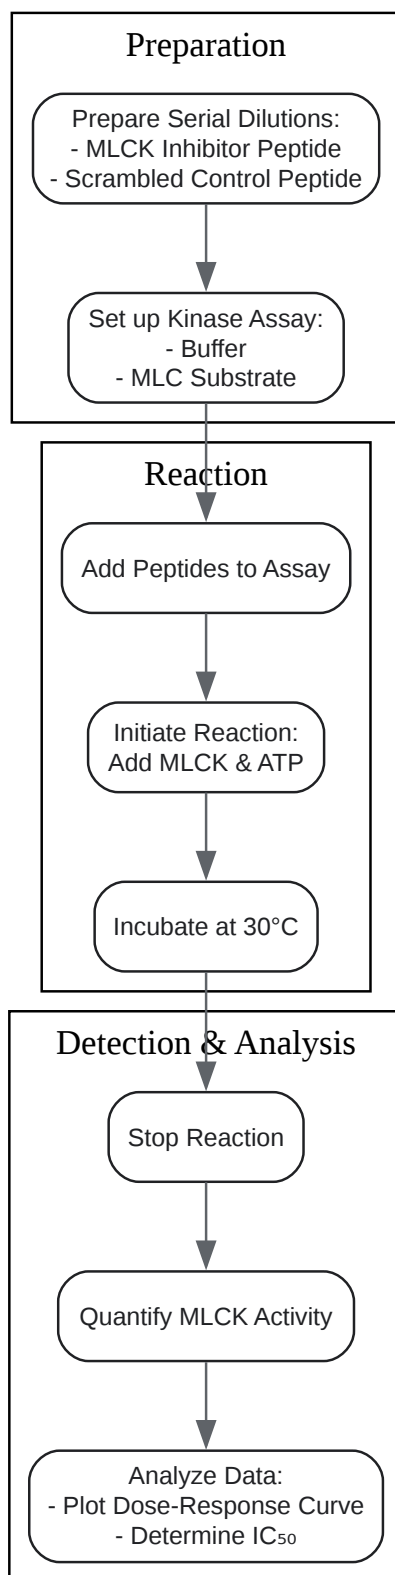 Preparation
Prepare Serial Dilutions:
- MLCK Inhibitor Peptide
- Scrambled Control Peptide
Set up Kinase Assay:
- Buffer
- MLC Substrate
Reaction
Add Peptides to Assay
Initiate Reaction:
Add MLCK & ATP
Incubate at 30°C
Detection & Analysis
Stop Reaction
Quantify MLCK Activity
Analyze Data:
- Plot Dose-Response Curve
- Determine IC₅₀